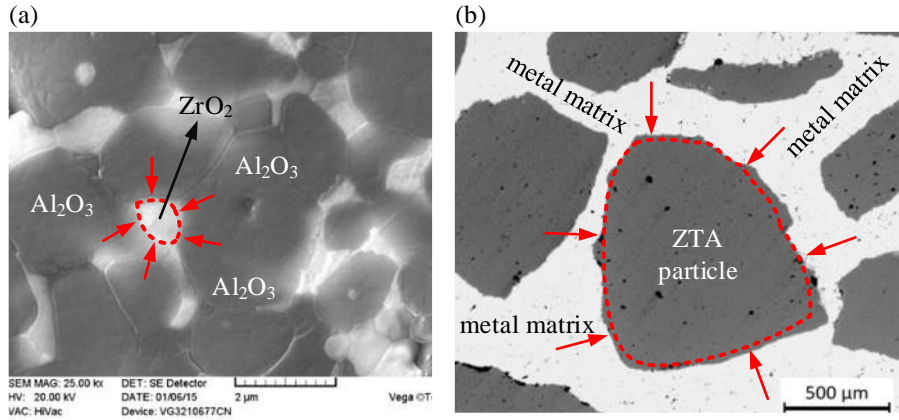 (a)
ZrO₂
Al₂O₃
Al₂O₃
Al₂O₃
SEM MAG: 25.00 kx
DET: SE Detector
HV: 20.00 kV
DATE: 01/06/15
2 µm
Vega ©T
VAC: HiVac
Device: VG3210677CN
(b)
metal matrix
metal matrix
ZTA
particle
metal matrix
500 µm